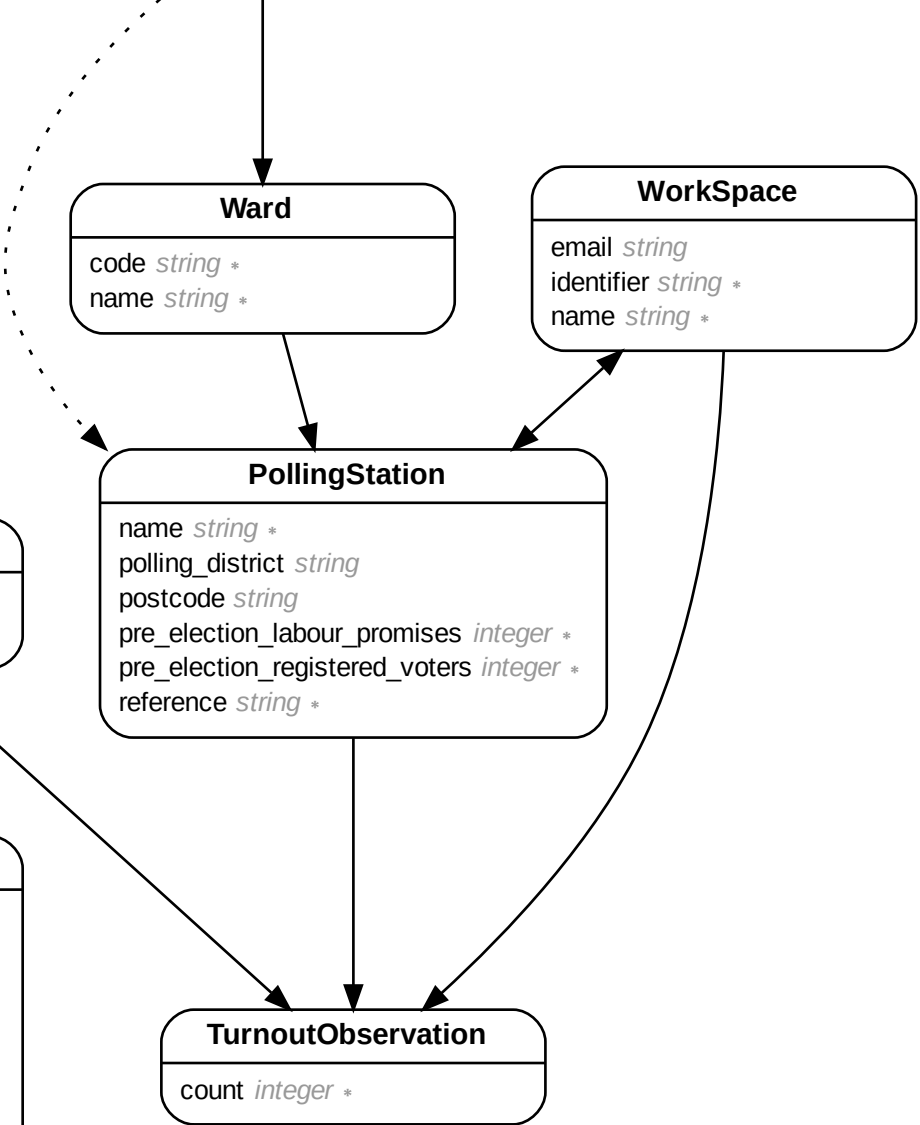 Ward
code string *
name string *
WorkSpace
email string
identifier string *
name string *
PollingStation
name string *
polling_district string
postcode string
pre_election_labour_promises integer *
pre_election_registered_voters integer *
reference string *
TurnoutObservation
count integer *